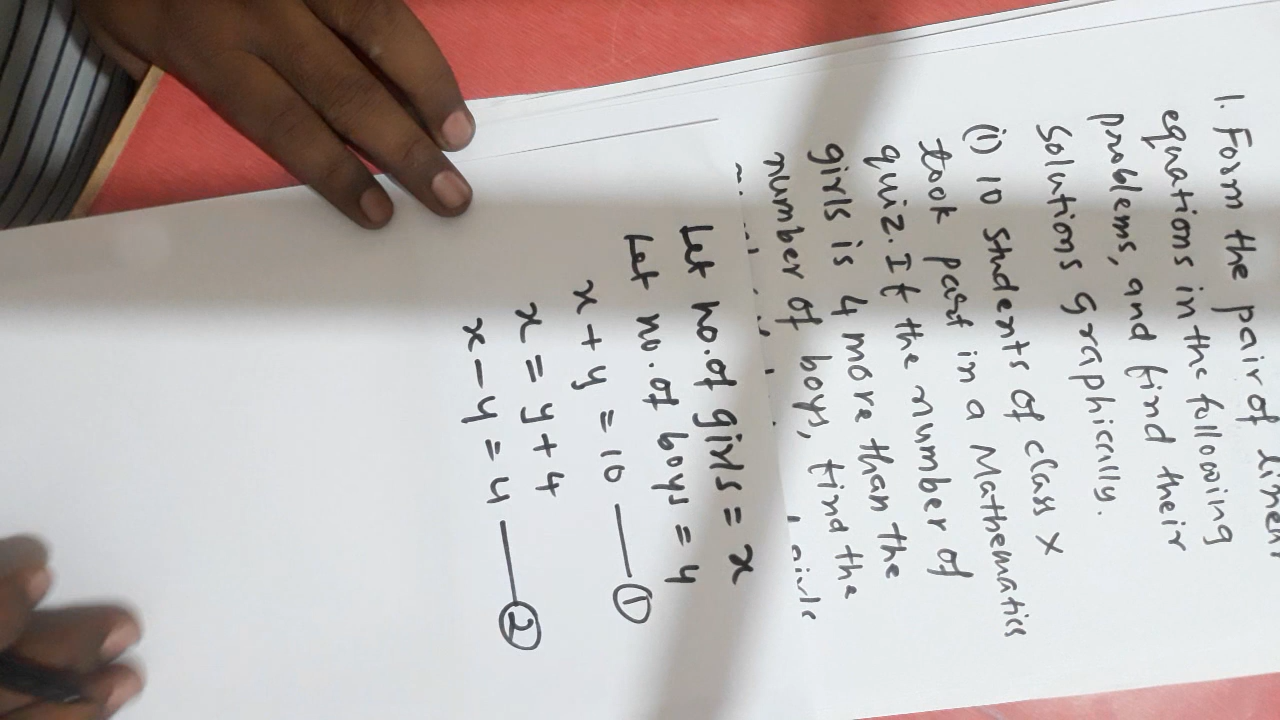 1. Form the pair of linear
equations in the following
problems, and find their
solutions graphically.
(i) 10 students of class X
took part in a Mathematics
quiz. If the number of
girls is 4 more than the
number of boys, find the
girls
Let no. of girls = x
Let no. of boys = y
x + y = 10 ——— ①
x = y + 4
x - y = 4 ——— ②